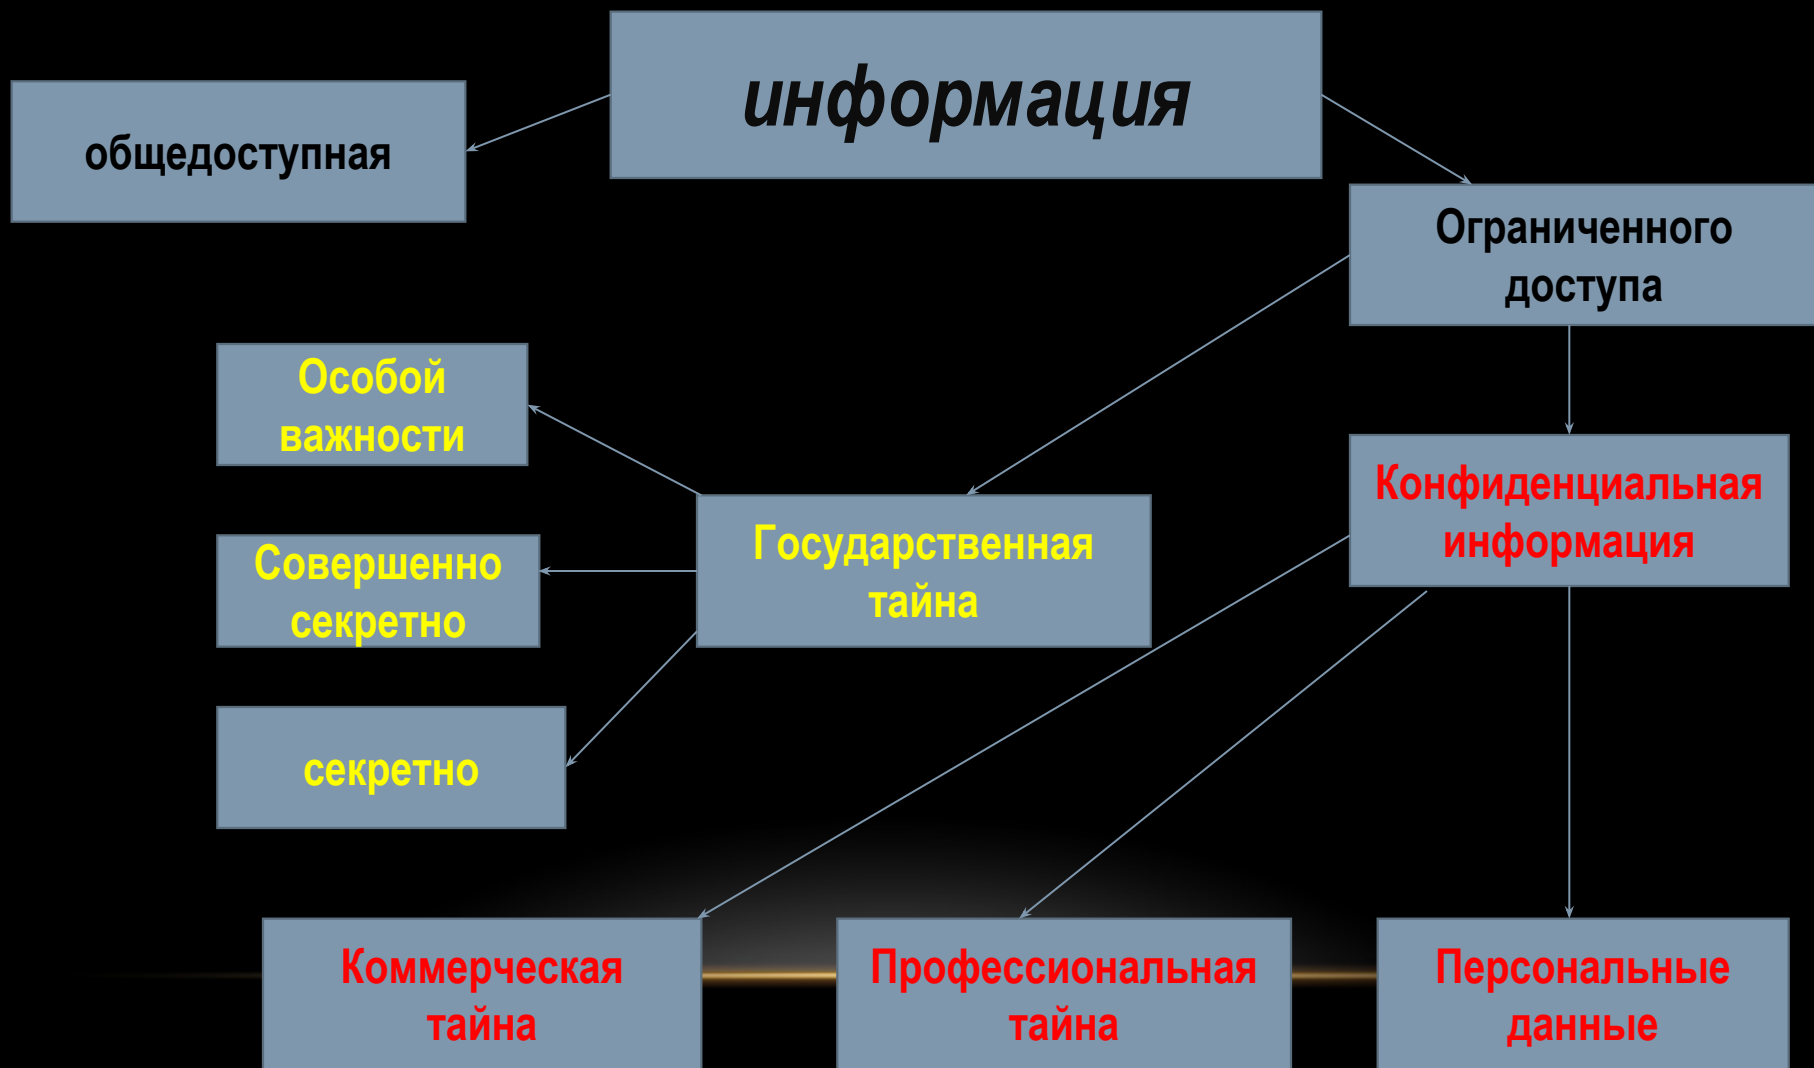 информация
общедоступная
Ограниченного
доступа
Особой
важности
Совершенно
секретно
секретно
Государственная
тайна
Конфиденциальная
информация
Коммерческая
тайна
Профессиональная
тайна
Персональные
данные